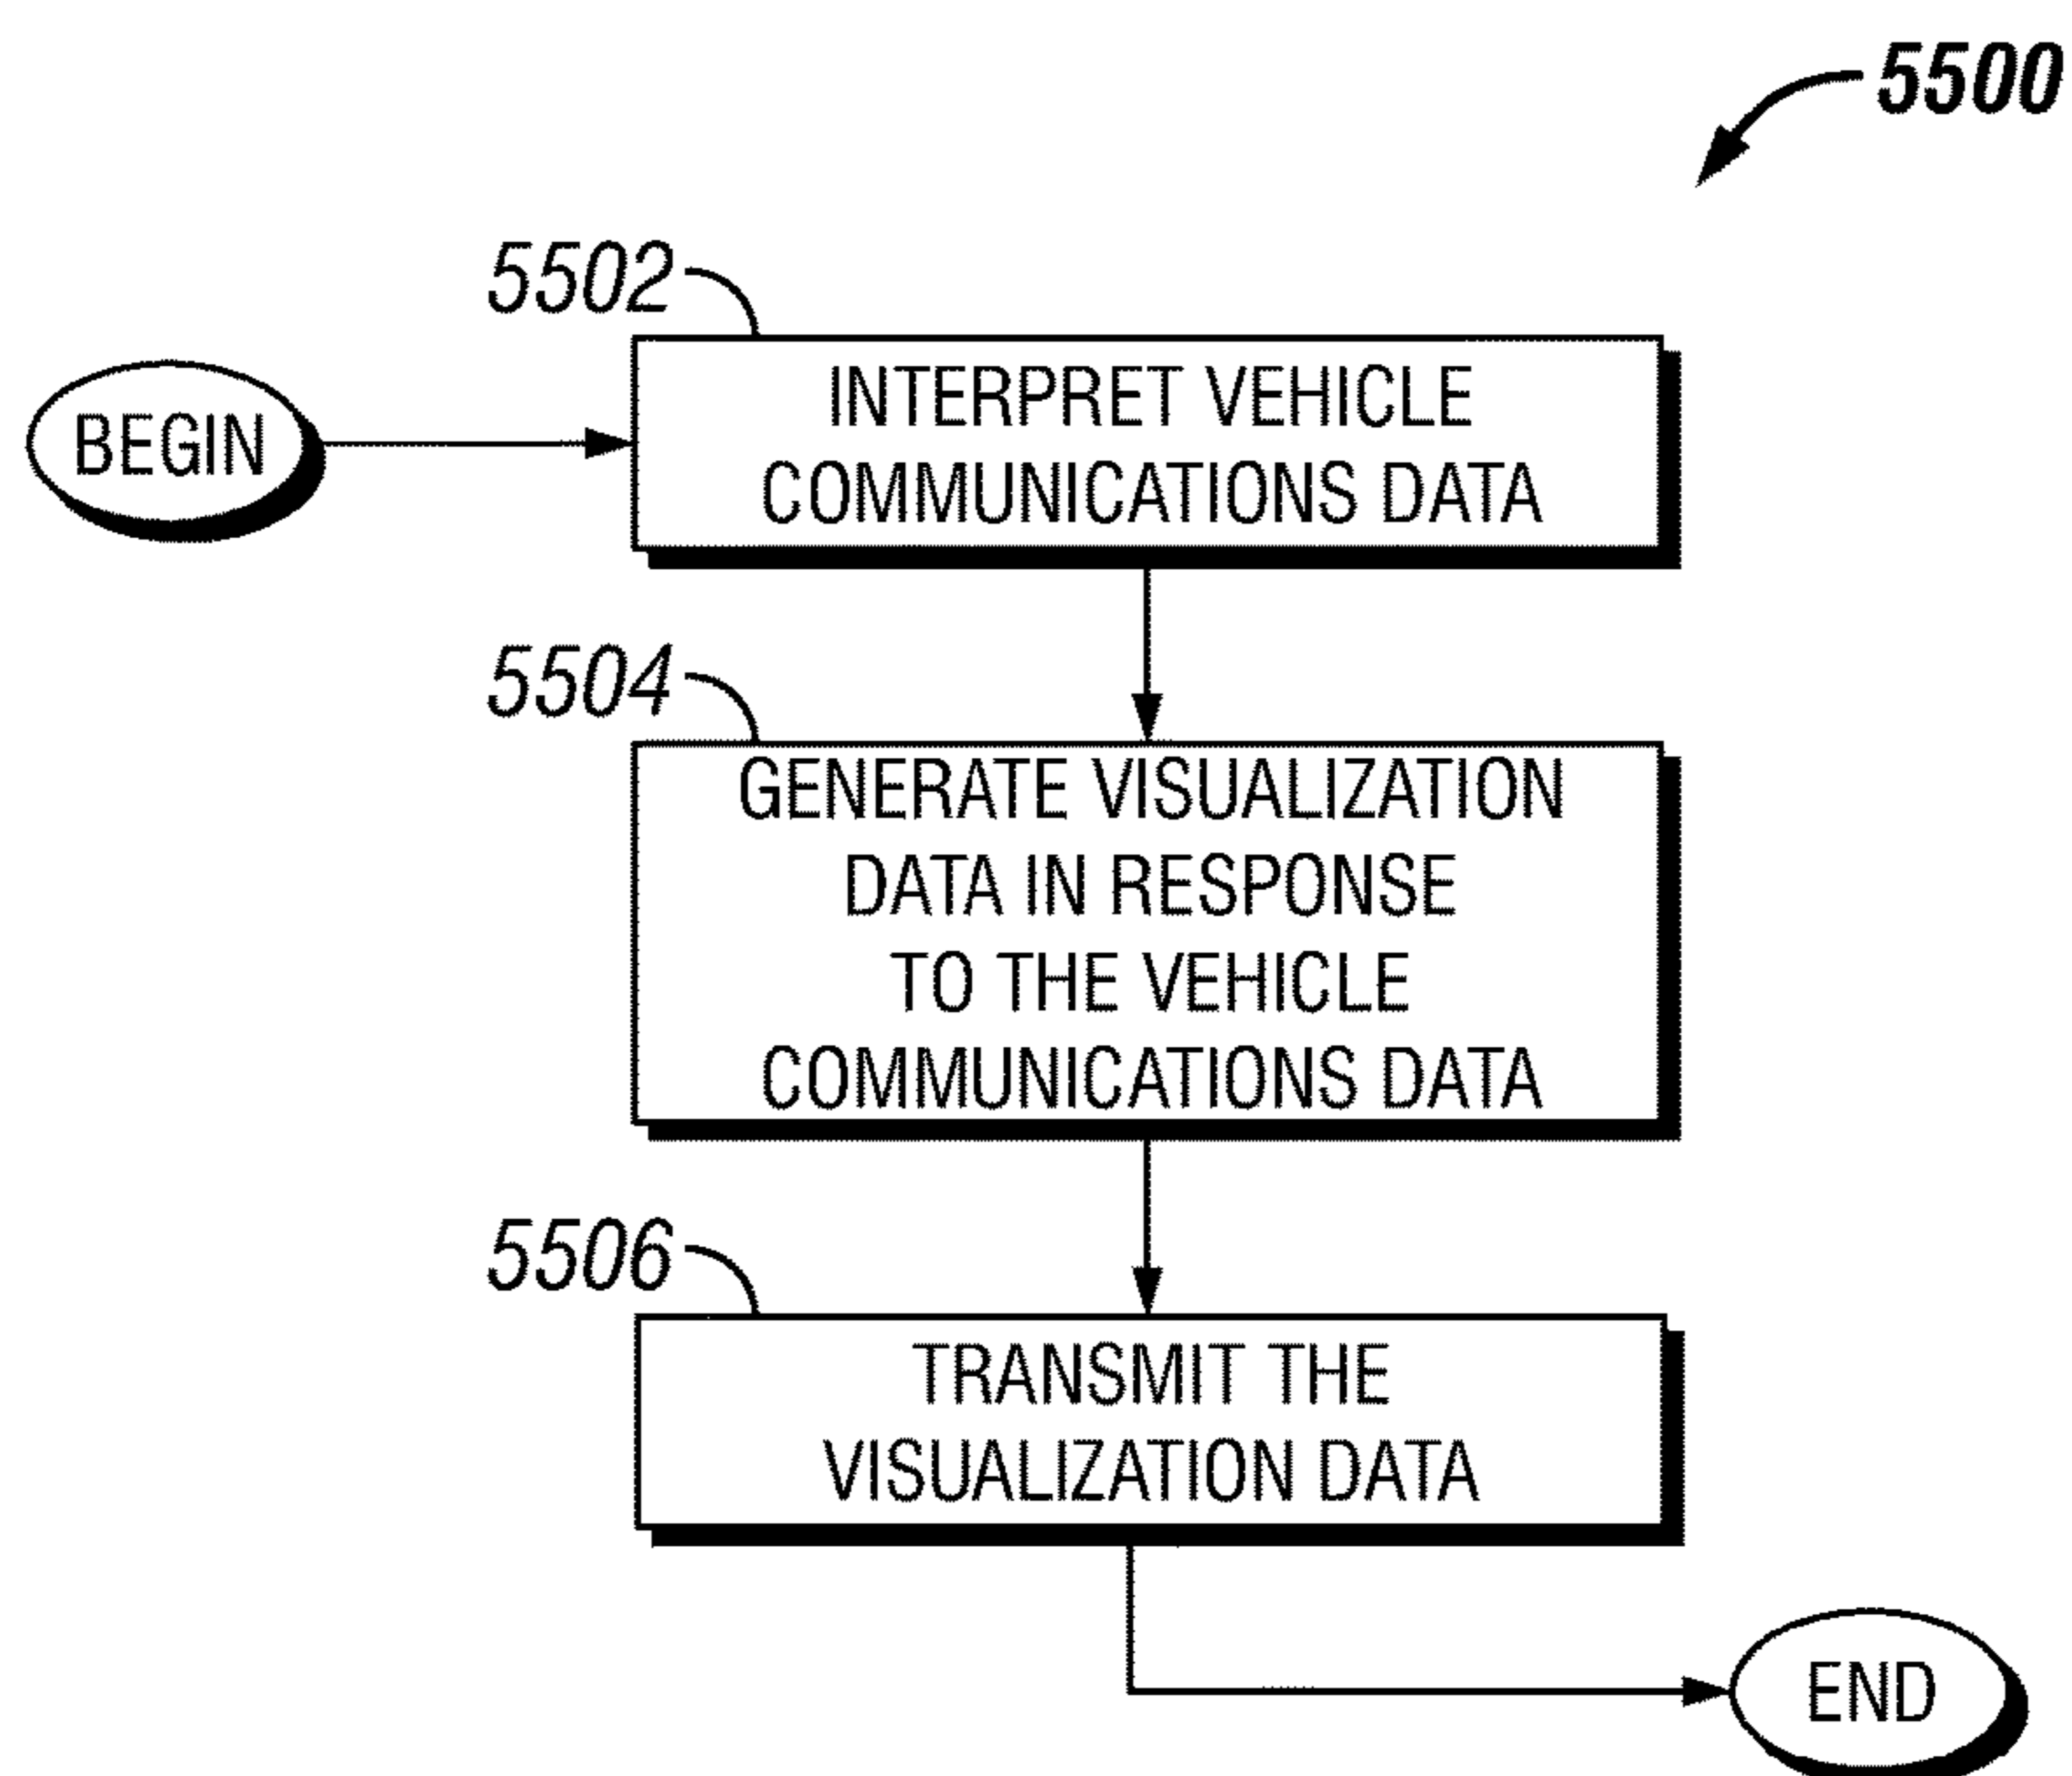 5500
5502
BEGIN
INTERPRET VEHICLE
COMMUNICATIONS DATA
5504
GENERATE VISUALIZATION
DATA IN RESPONSE
TO THE VEHICLE
COMMUNICATIONS DATA
5506
TRANSMIT THE
VISUALIZATION DATA
END